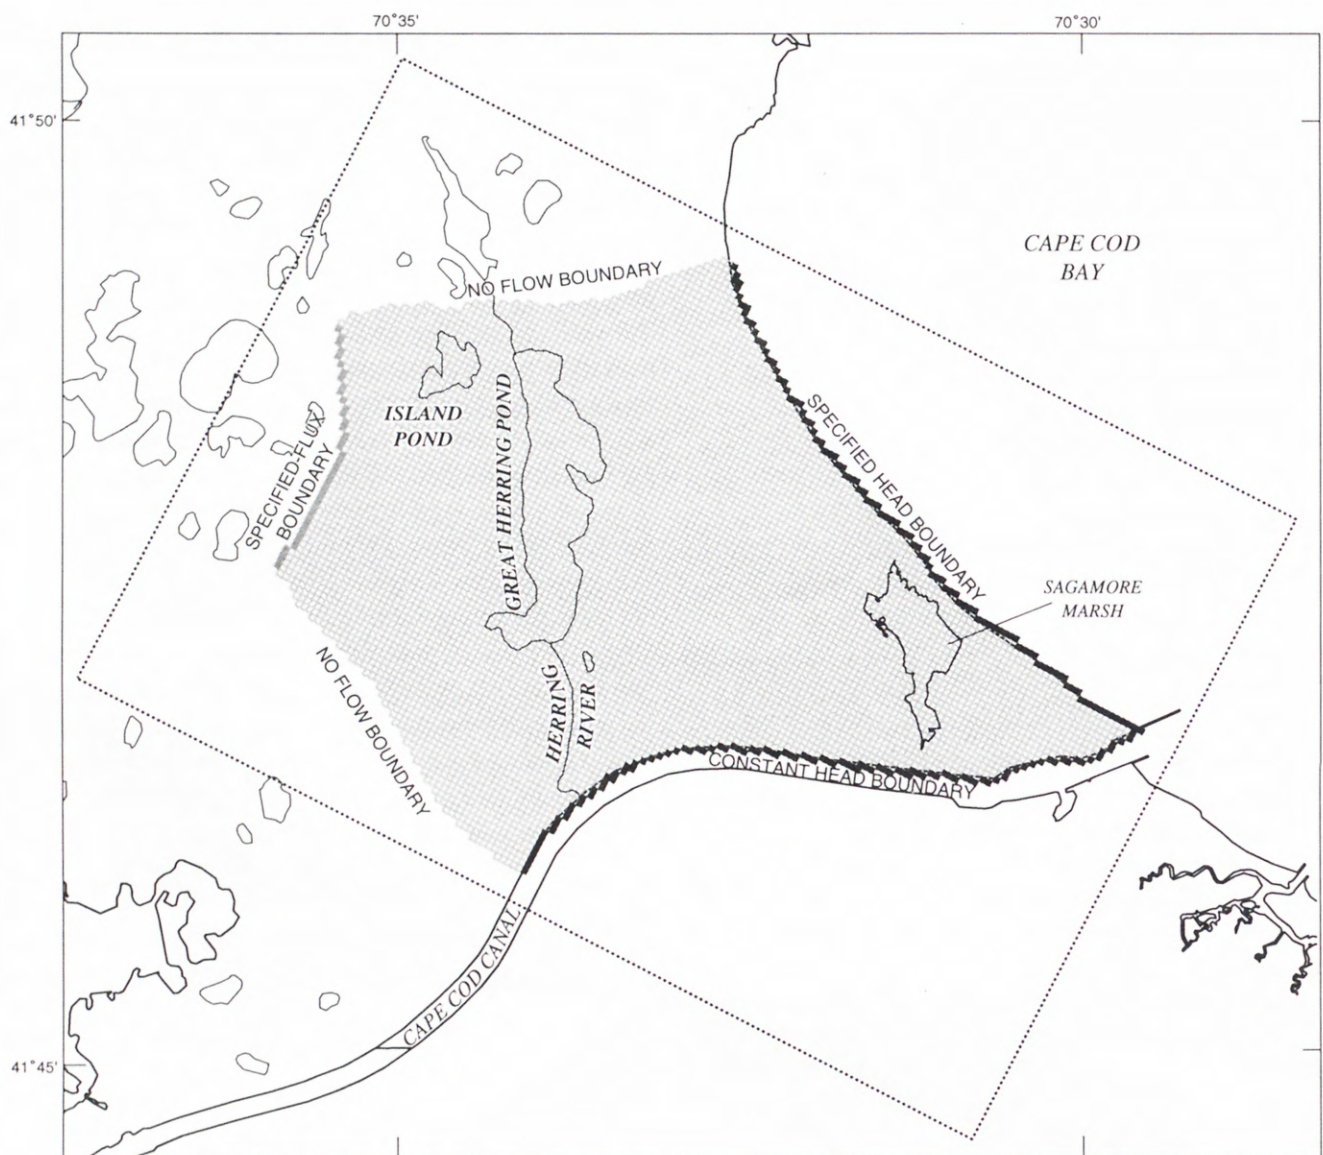 70°35'
70°30'
41°50'
CAPE COD
BAY
NO FLOW BOUNDARY
ISLAND
POND
GREAT HERRING POND
SPECIFIED HEAD BOUNDARY
SPECIFIED-FLUX
BOUNDARY
SAGAMORE
MARSH
NO FLOW BOUNDARY
HERRING
RIVER
CONSTANT HEAD BOUNDARY
CAPE COD CANAL
41°45'